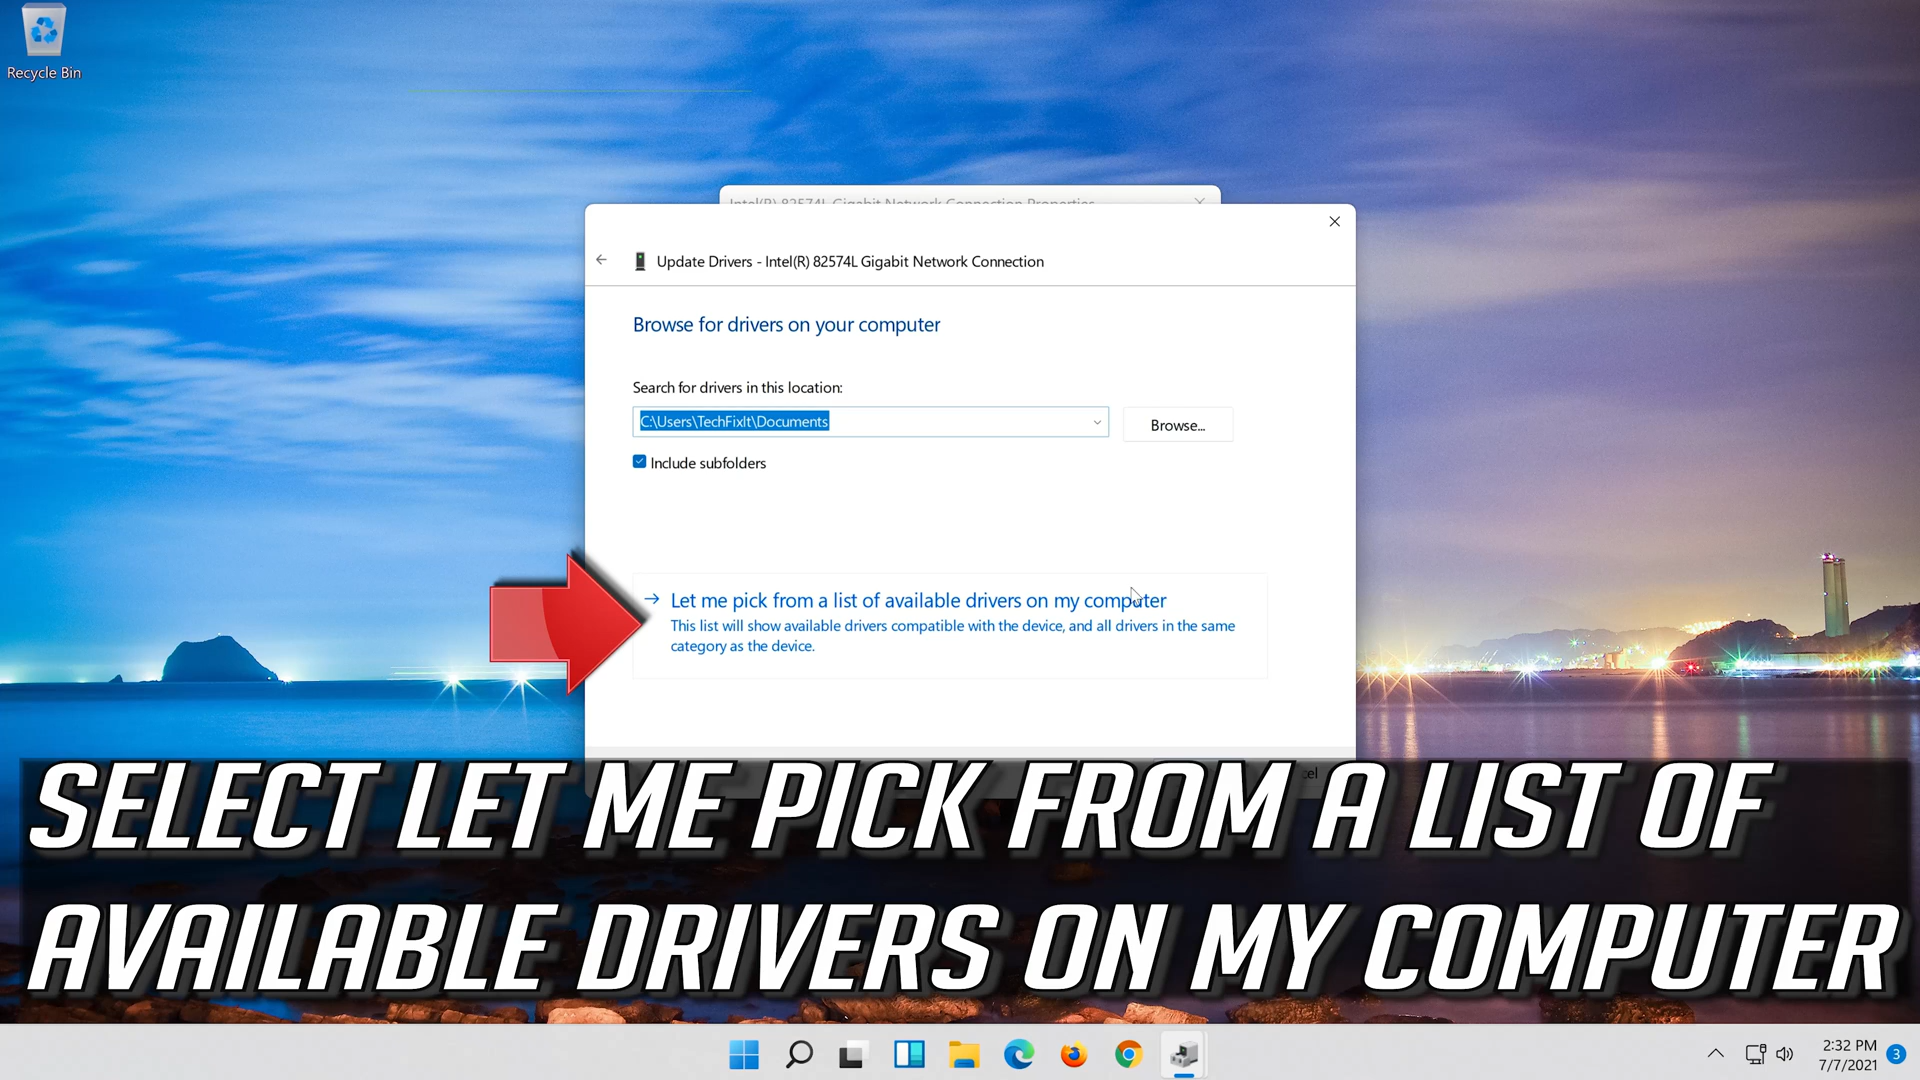 Recycle Bin
Intel(R) 82574L Gigabit Network Connection Properties
Update Drivers - Intel(R) 82574L Gigabit Network Connection
Browse for drivers on your computer
Search for drivers in this location:
C:\Users\TechFixIt\Documents
Browse...
Include subfolders
Let me pick from a list of available drivers on my computer
This list will show available drivers compatible with the device, and all drivers in the same
category as the device.
SELECT LET ME PICK FROM A LIST OF
AVAILABLE DRIVERS ON MY COMPUTER
2:32 PM
7/7/2021
3